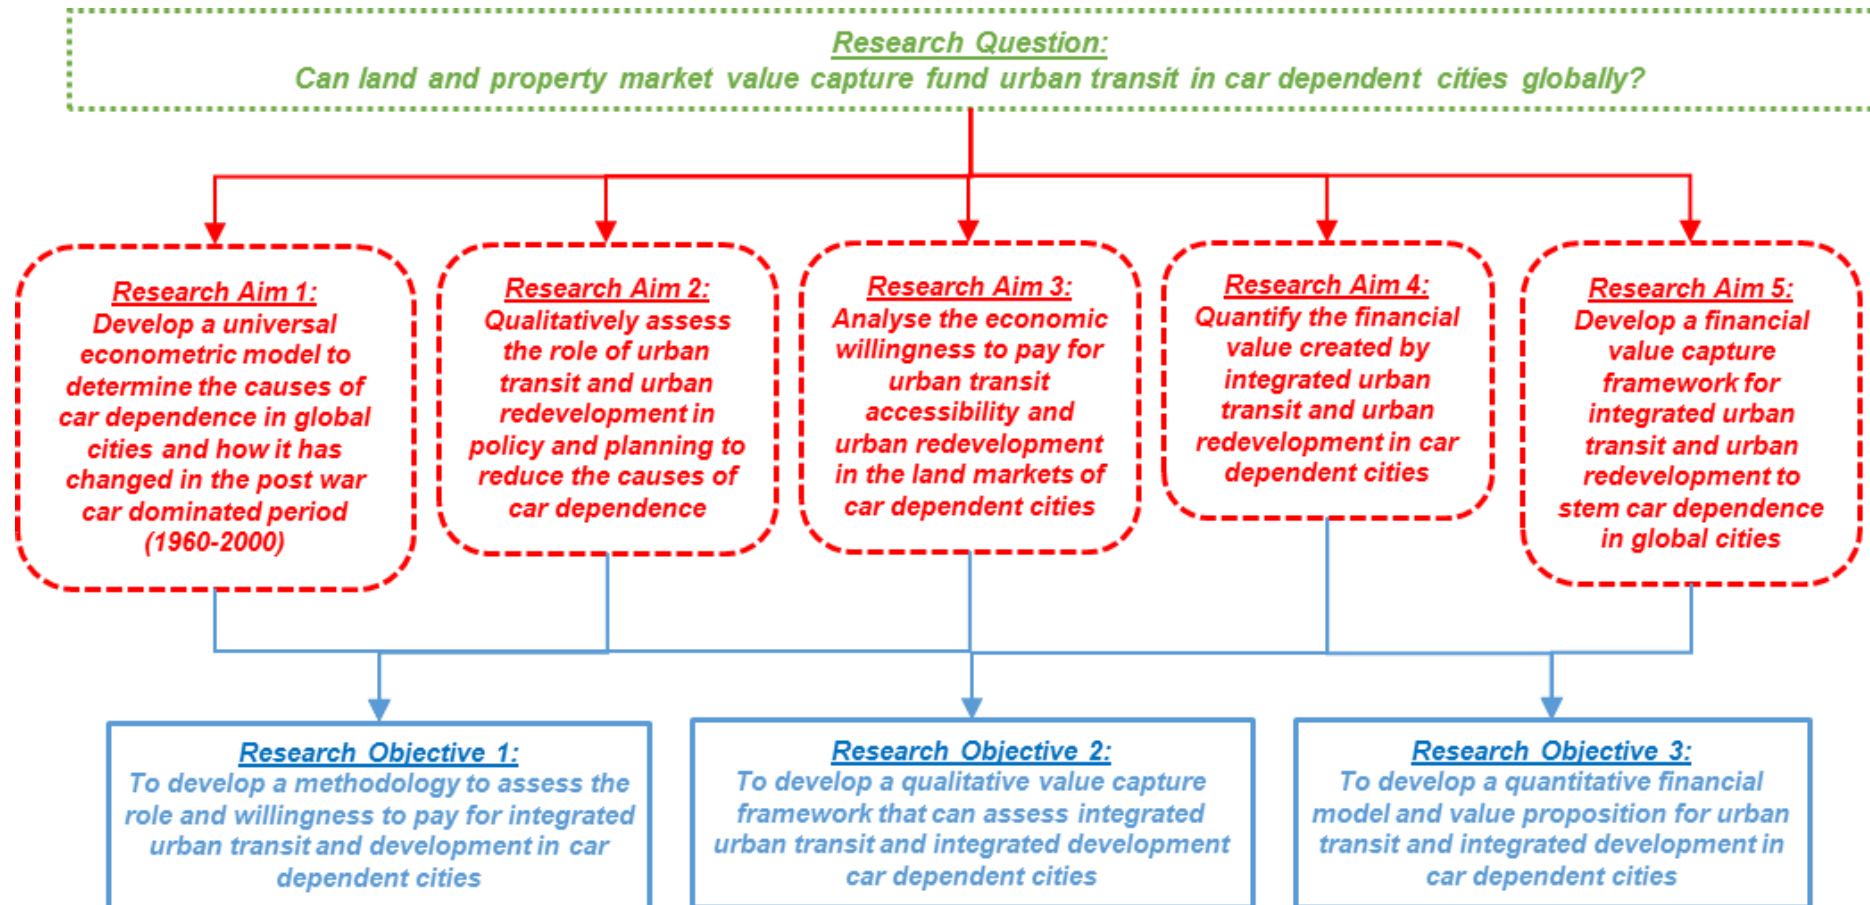 Research Question:
Can land and property market value capture fund urban transit in car dependent cities globally?
Research Aim 1:
Develop a universal
econometric model to
determine the causes of
car dependence in global
cities and how it has
changed in the post war
car dominated period
(1960-2000)
Research Aim 2:
Qualitatively assess
the role of urban
transit and urban
redevelopment in
policy and planning to
reduce the causes of
car dependence
Research Aim 3:
Analyse the economic
willingness to pay for
urban transit
accessibility and
urban redevelopment
in the land markets of
car dependent cities
Research Aim 4:
Quantify the financial
value created by
integrated urban
transit and urban
redevelopment in car
dependent cities
Research Aim 5:
Develop a financial
value capture
framework for
integrated urban
transit and urban
redevelopment to
stem car dependence
in global cities
Research Objective 1:
To develop a methodology to assess the
role and willingness to pay for integrated
urban transit and development in car
dependent cities
Research Objective 2:
To develop a qualitative value capture
framework that can assess integrated
urban transit and integrated development
car dependent cities
Research Objective 3:
To develop a quantitative financial
model and value proposition for urban
transit and integrated development in
car dependent cities